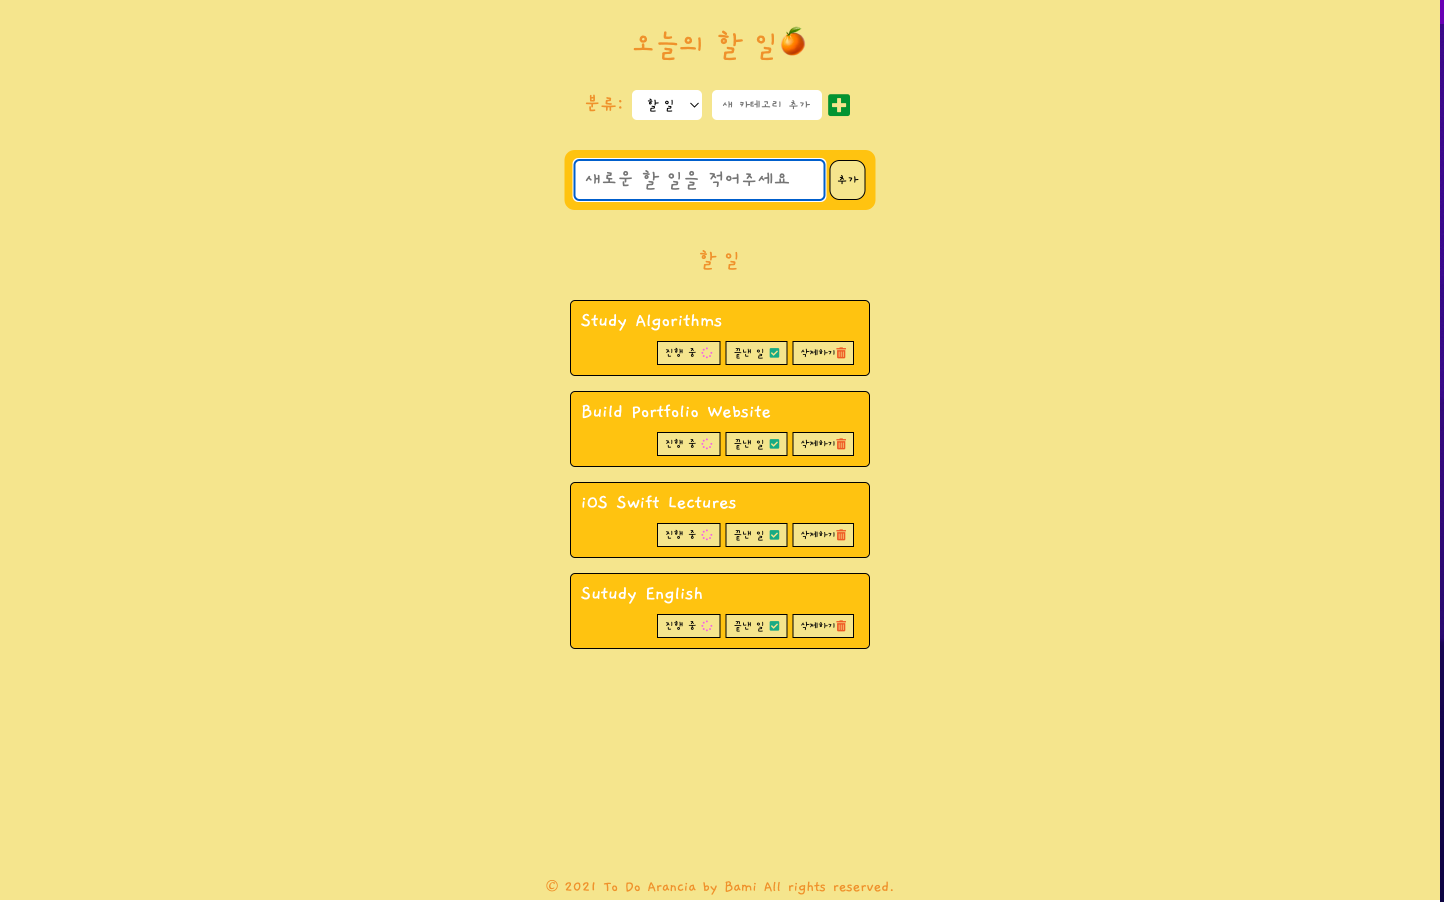 오늘의 할 일
분류: 할 일 새 카테고리 추가
새로운 할 일을 적어주세요 추가
할 일
Study Algorithms
진행 중 끝낸 일 삭제하기
Build Portfolio Website
진행 중 끝낸 일 삭제하기
iOS Swift Lectures
진행 중 끝낸 일 삭제하기
Sutudy English
진행 중 끝낸 일 삭제하기
© 2021 To Do Arancia by Bami All rights reserved.